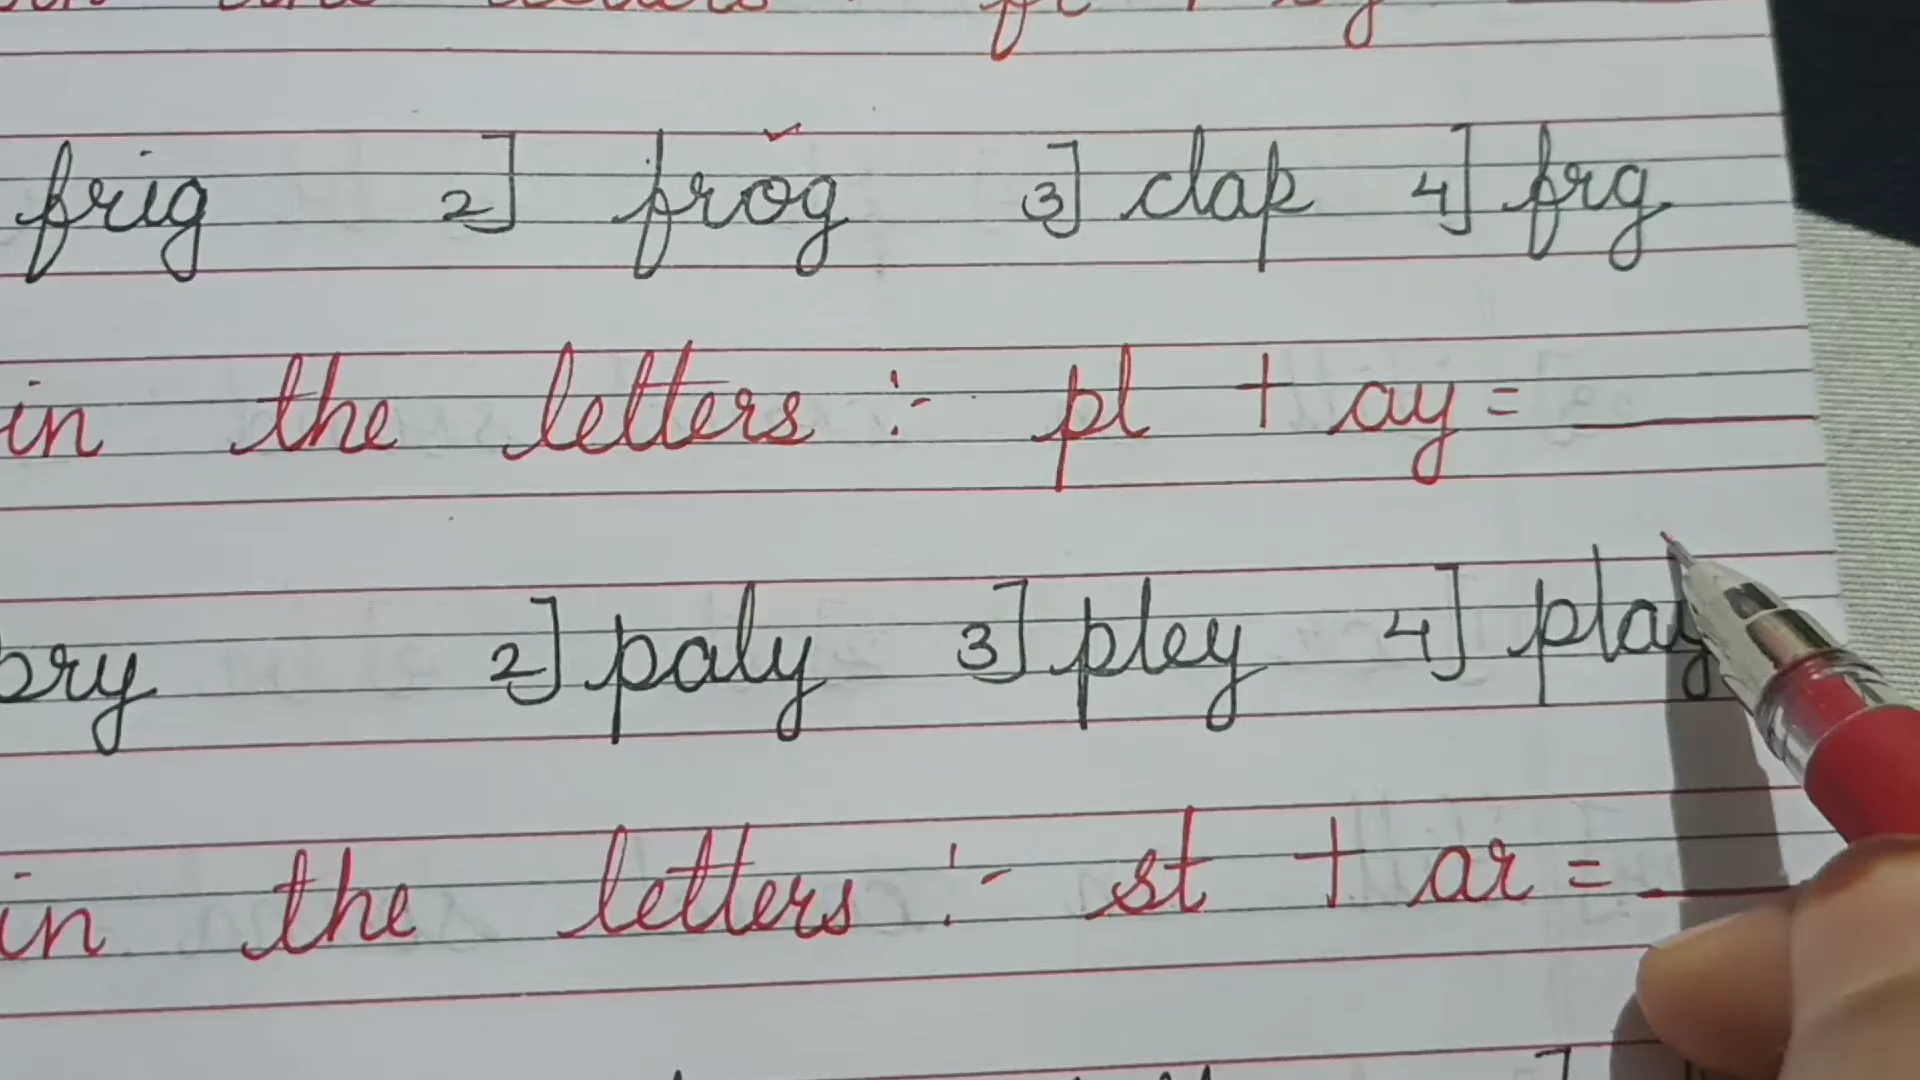 frig 2] frog 3] clap 4] frg
in the letters :- pl + ay = ___
2] paly 3] pley 4] play
in the letters :- st + ar = ___